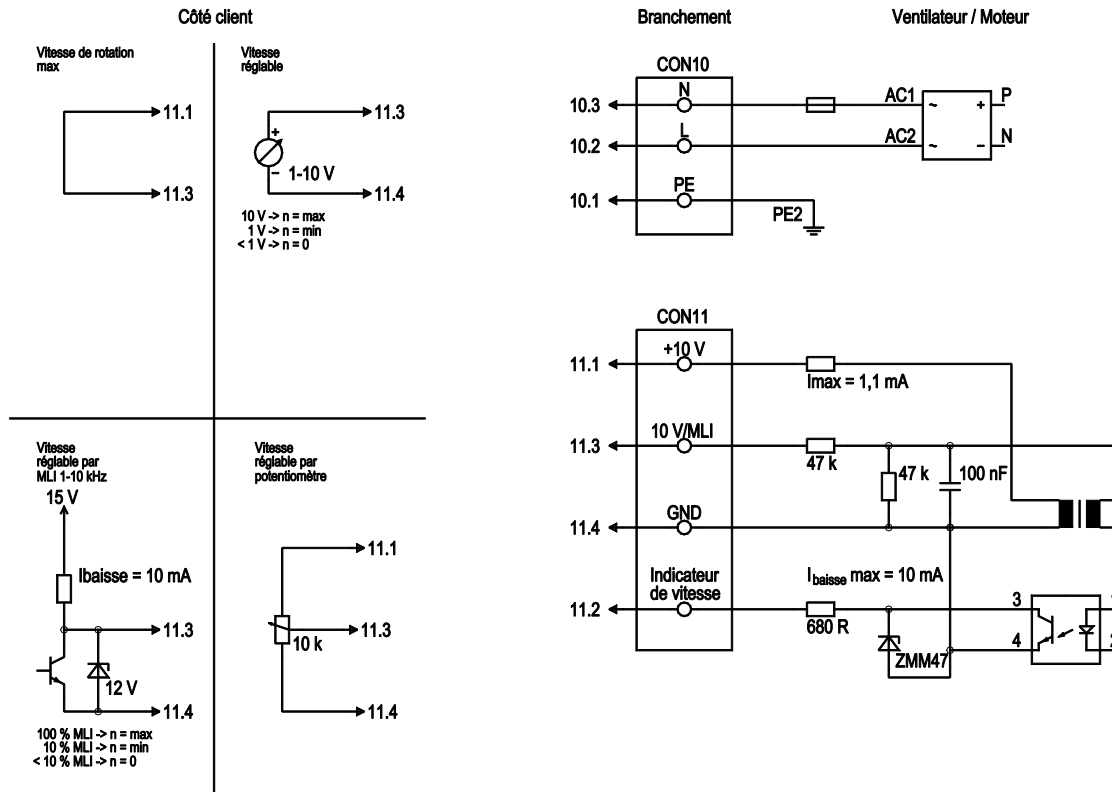 Côté client
Vitesse de rotation
max
11.1
11.3
Vitesse
réglable
11.3
+
– 1-10 V
11.4
10 V -> n = max
1 V -> n = min
< 1 V -> n = 0
Vitesse
réglable par
MLI 1-10 kHz
15 V
Ibaisse = 10 mA
11.3
12 V
11.4
100 % MLI -> n = max
10 % MLI -> n = min
< 10 % MLI -> n = 0
Vitesse
réglable par
potentiomètre
11.1
11.3
10 k
11.4
Branchement
Ventilateur / Moteur
CON10
10.3 N AC1 ~ + P
10.2 L AC2 ~ – N
10.1 PE PE2
CON11
11.1 +10 V
Imax = 1,1 mA
11.3 10 V/MLI
47 k
47 k
100 nF
11.4 GND
Indicateur
de vitesse
11.2
Ibaisse max = 10 mA
680 R
ZMM47
3
4
1
2